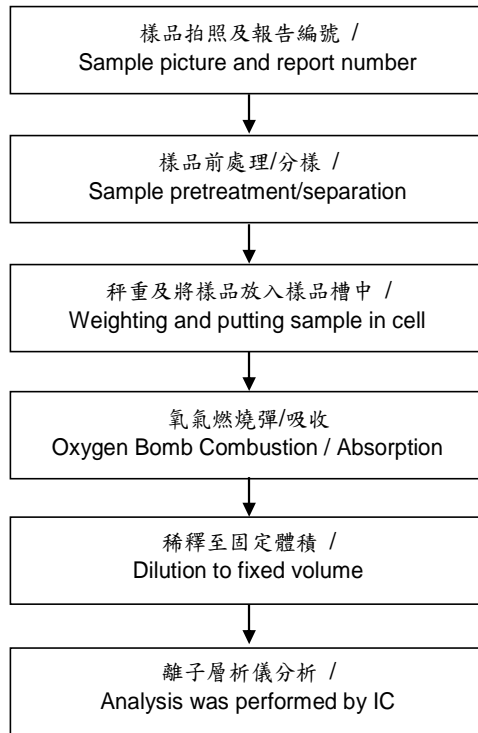 樣品拍照及報告編號 /
Sample picture and report number
樣品前處理/分樣 /
Sample pretreatment/separation
秤重及將樣品放入樣品槽中 /
Weighting and putting sample in cell
氧氣燃燒彈/吸收
Oxygen Bomb Combustion / Absorption
稀釋至固定體積 /
Dilution to fixed volume
離子層析儀分析 /
Analysis was performed by IC